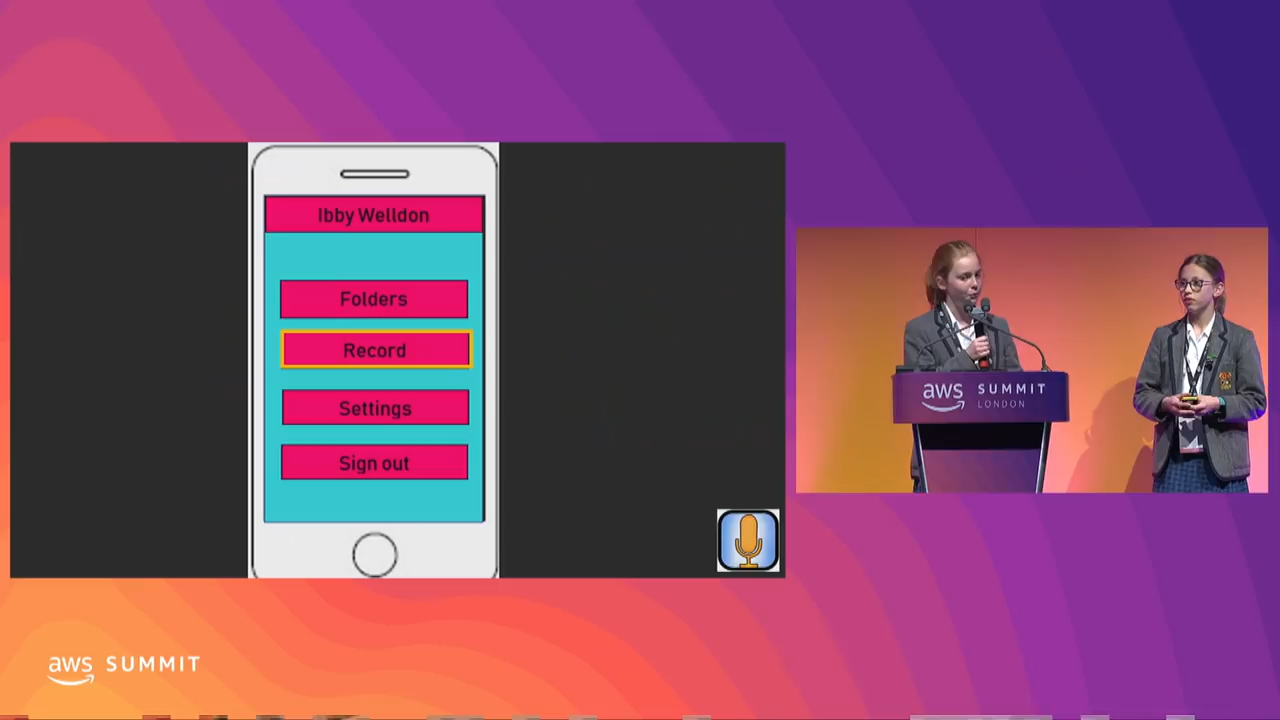 Ibby Welldon
Folders
Record
Settings
Sign out
aws SUMMIT
LONDON
aws SUMMIT